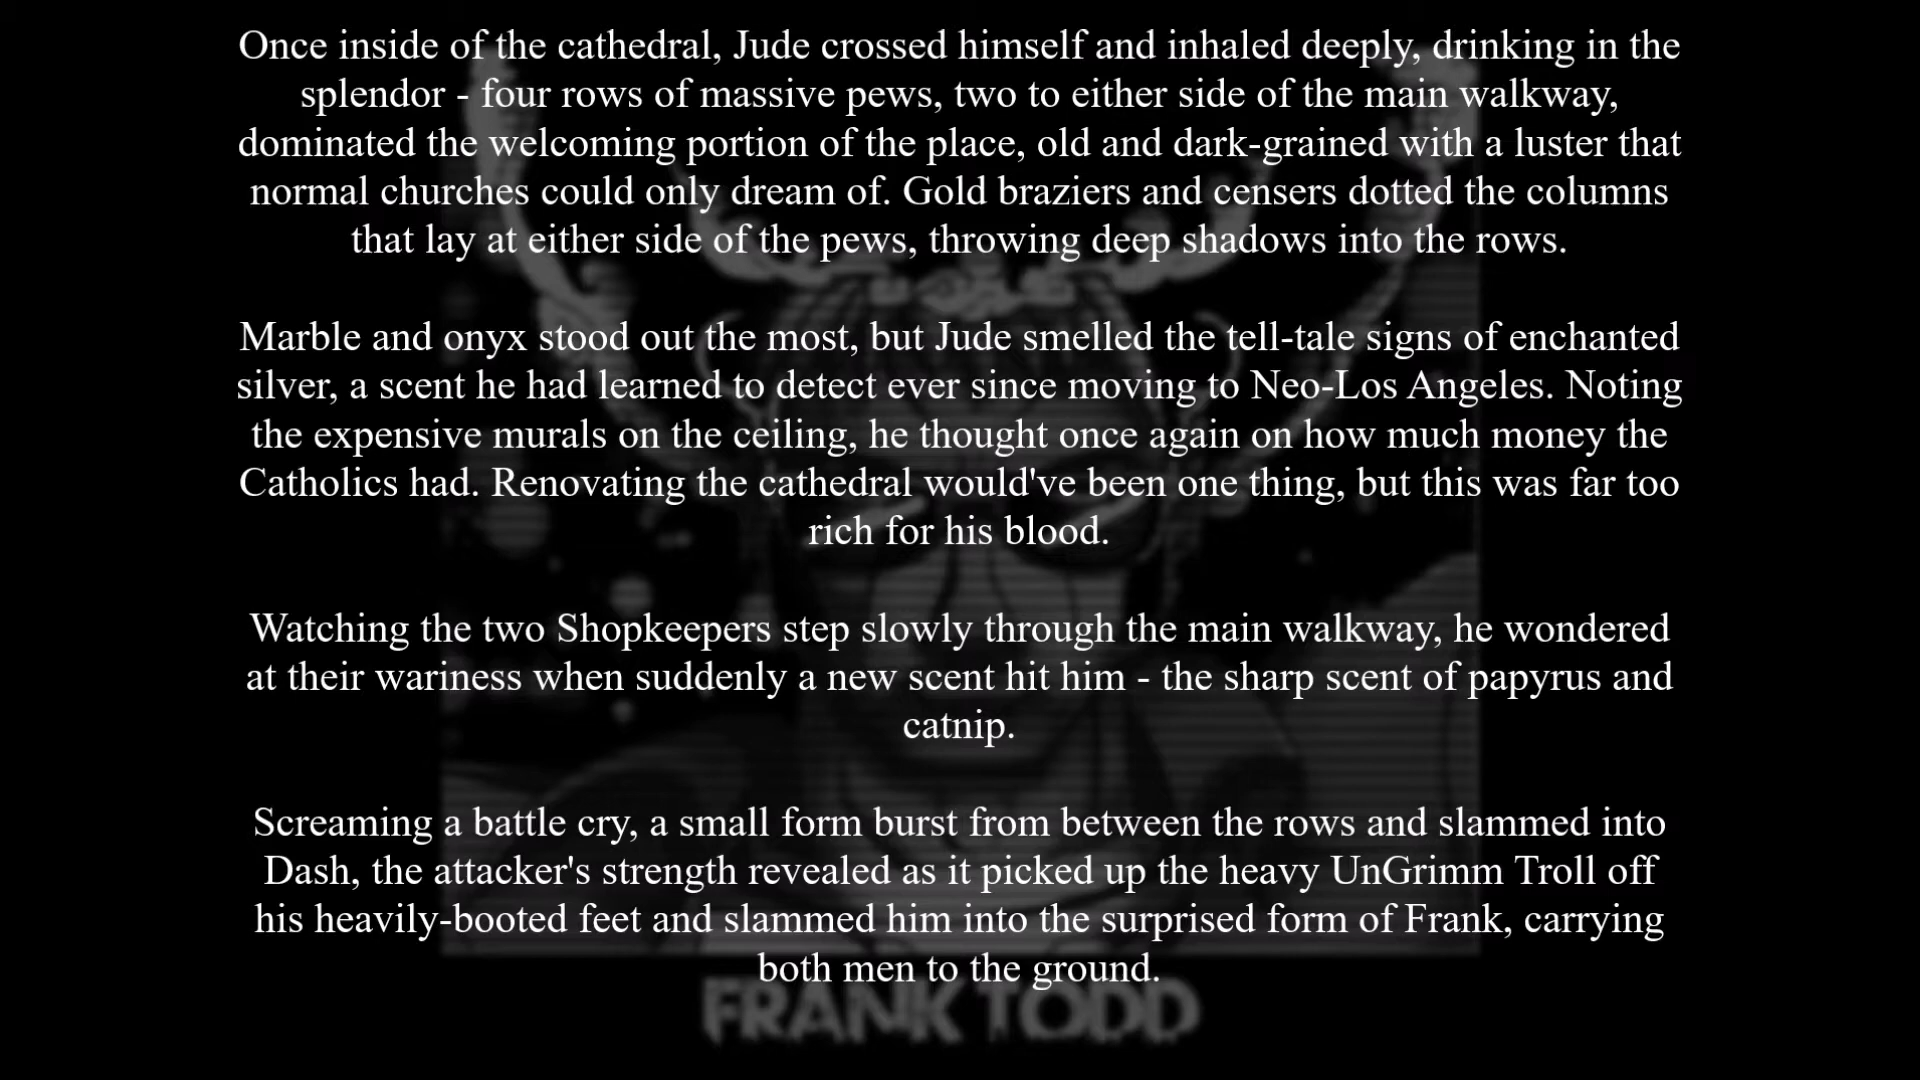 Once inside of the cathedral, Jude crossed himself and inhaled deeply, drinking in the
splendor - four rows of massive pews, two to either side of the main walkway,
dominated the welcoming portion of the place, old and dark-grained with a luster that
normal churches could only dream of. Gold braziers and censers dotted the columns
that lay at either side of the pews, throwing deep shadows into the rows.
Marble and onyx stood out the most, but Jude smelled the tell-tale signs of enchanted
silver, a scent he had learned to detect ever since moving to Neo-Los Angeles. Noting
the expensive murals on the ceiling, he thought once again on how much money the
Catholics had. Renovating the cathedral would've been one thing, but this was far too
rich for his blood.
Watching the two Shopkeepers step slowly through the main walkway, he wondered
at their wariness when suddenly a new scent hit him - the sharp scent of papyrus and
catnip.
Screaming a battle cry, a small form burst from between the rows and slammed into
Dash, the attacker's strength revealed as it picked up the heavy UnGrimm Troll off
his heavily-booted feet and slammed him into the surprised form of Frank, carrying
both men to the ground.
FRANK TODD